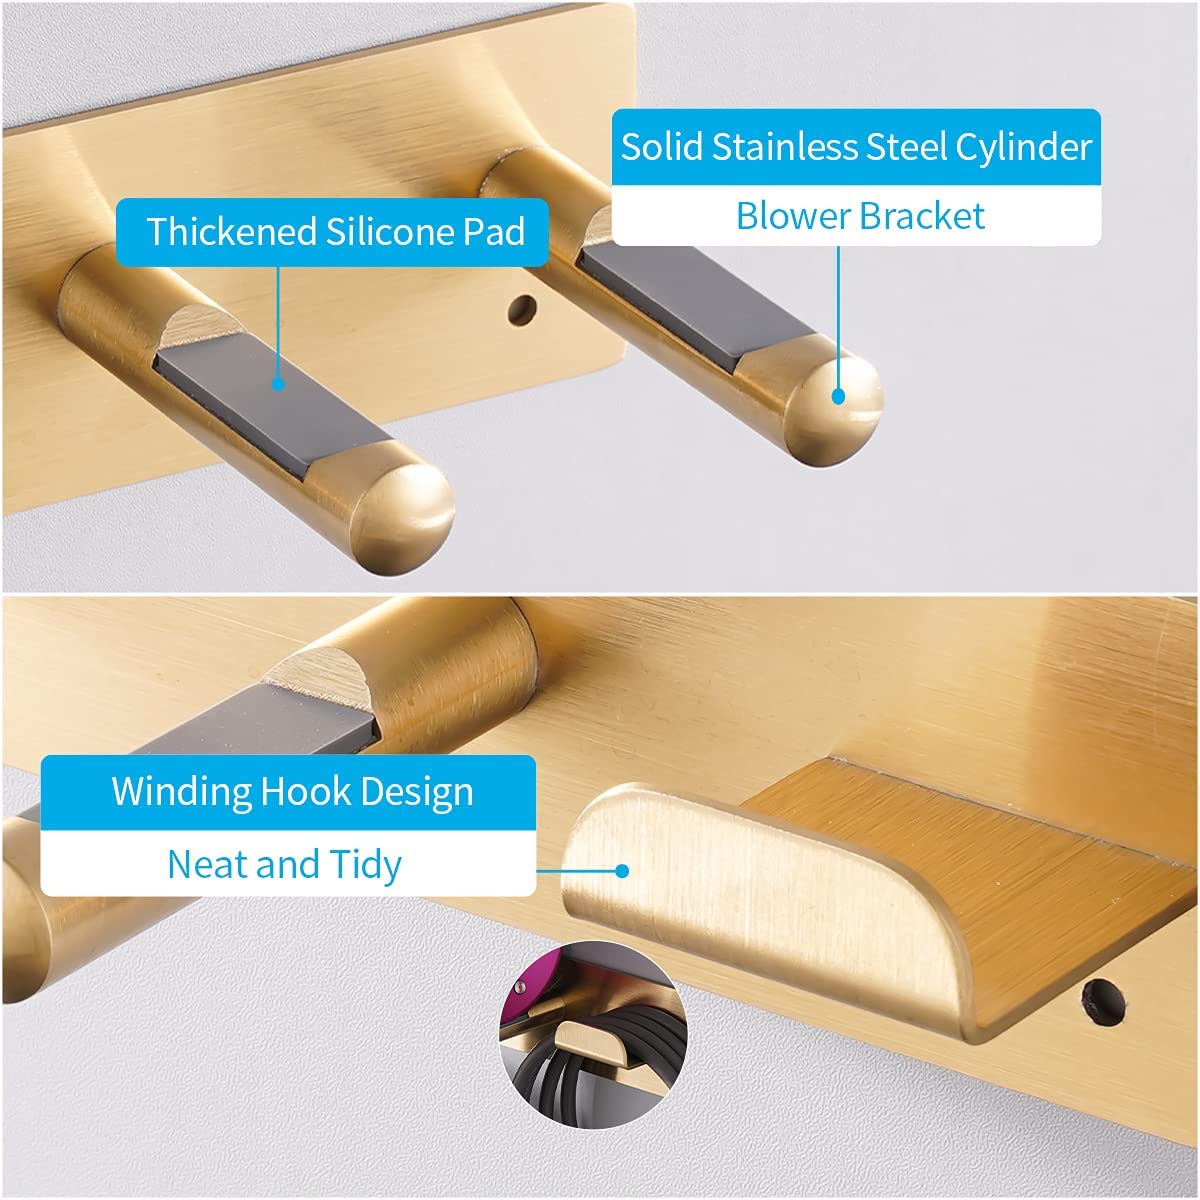 Solid Stainless Steel Cylinder
Blower Bracket
Thickened Silicone Pad
Winding Hook Design
Neat and Tidy